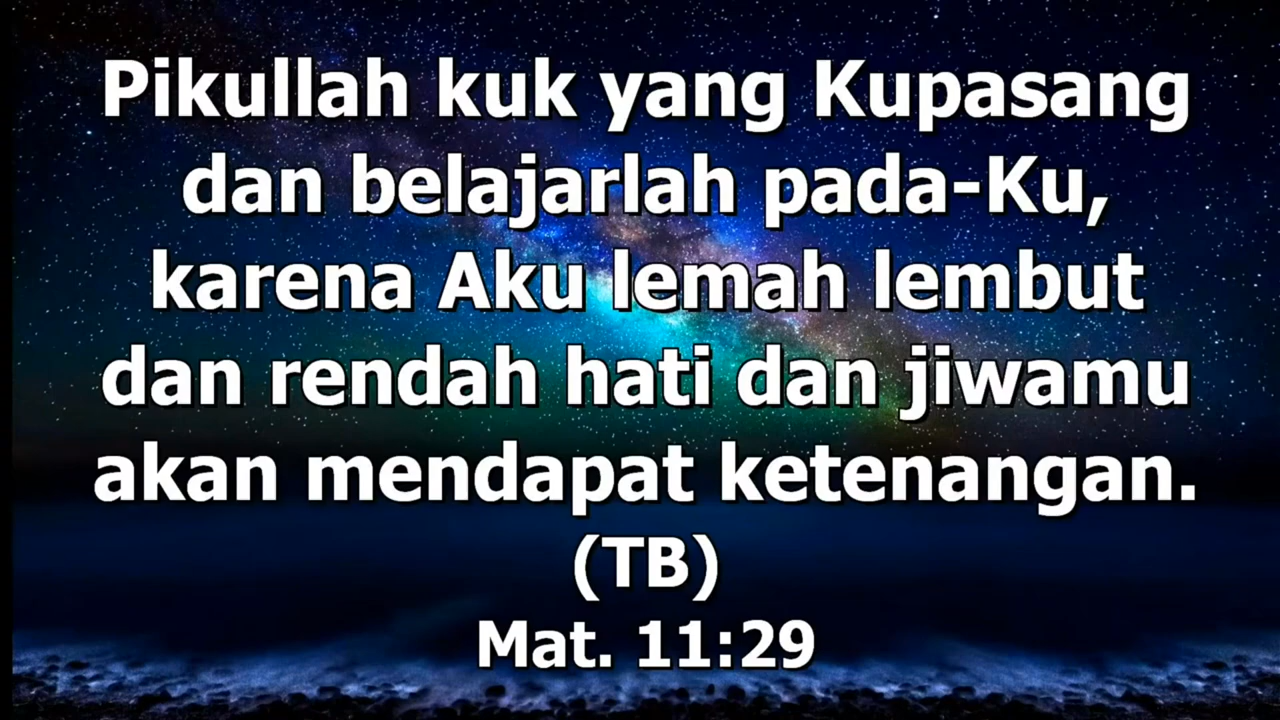 Pikullah kuk yang Kupasang
dan belajarlah pada-Ku,
karena Aku lemah lembut
dan rendah hati dan jiwamu
akan mendapat ketenangan.
(TB)
Mat. 11:29